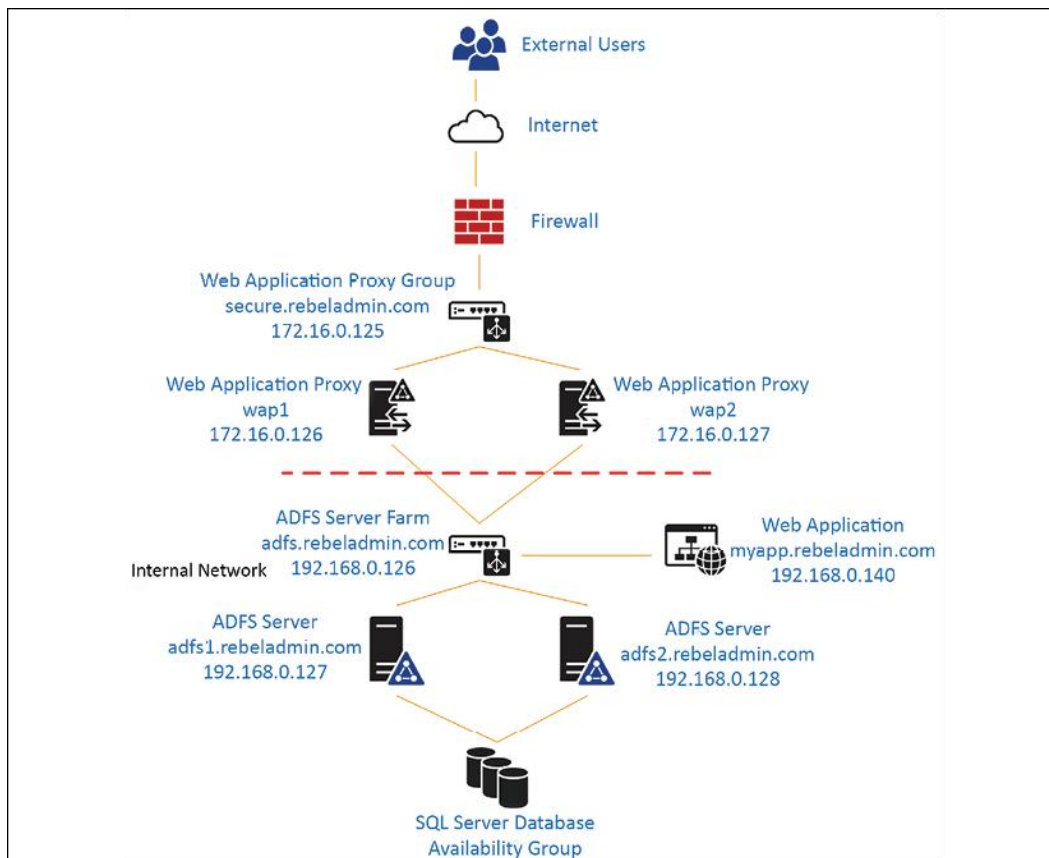 External Users
Internet
Firewall
Web Application Proxy Group
secure.rebeladmin.com
172.16.0.125
Web Application Proxy
wap1
172.16.0.126
Web Application Proxy
wap2
172.16.0.127
ADFS Server Farm
adfs.rebeladmin.com
192.168.0.126
Web Application
myapp.rebeladmin.com
192.168.0.140
Internal Network
ADFS Server
adfs1.rebeladmin.com
192.168.0.127
ADFS Server
adfs2.rebeladmin.com
192.168.0.128
SQL Server Database
Availability Group